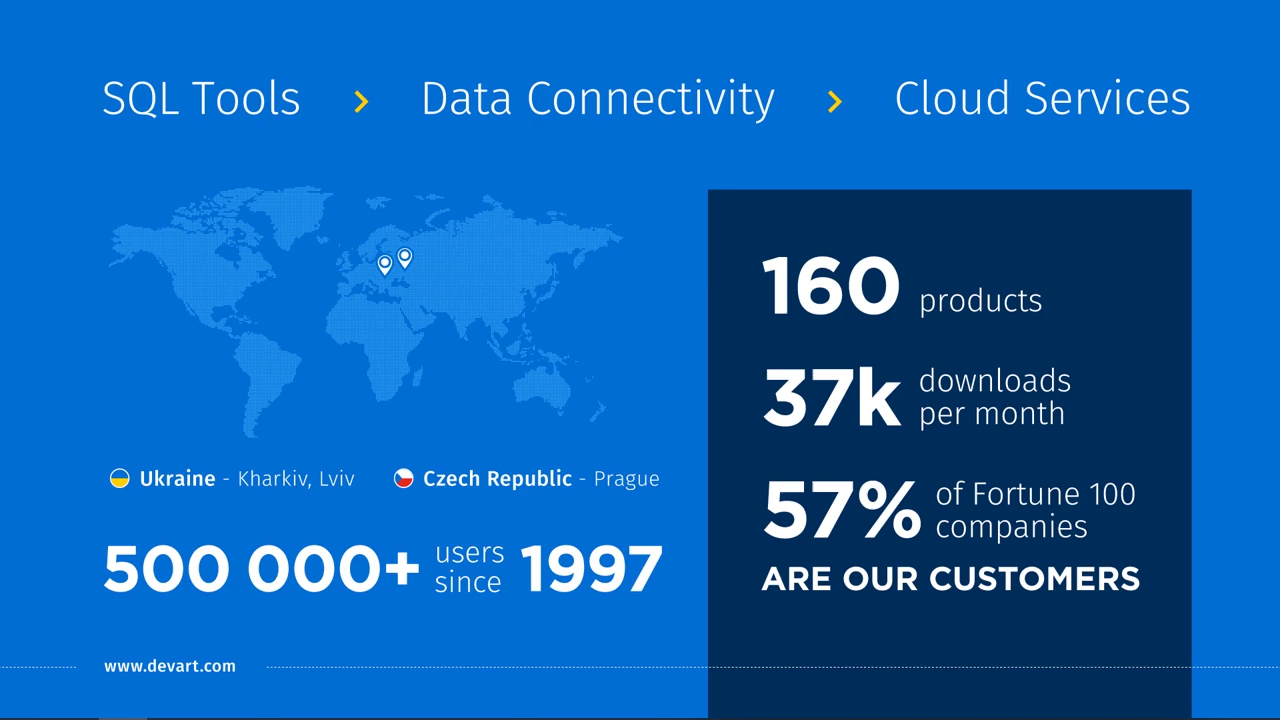 SQL Tools > Data Connectivity > Cloud Services
160 products
37k downloads
per month
57% of Fortune 100
companies
ARE OUR CUSTOMERS
Ukraine - Kharkiv, Lviv
Czech Republic - Prague
500 000+ users
since 1997
www.devart.com